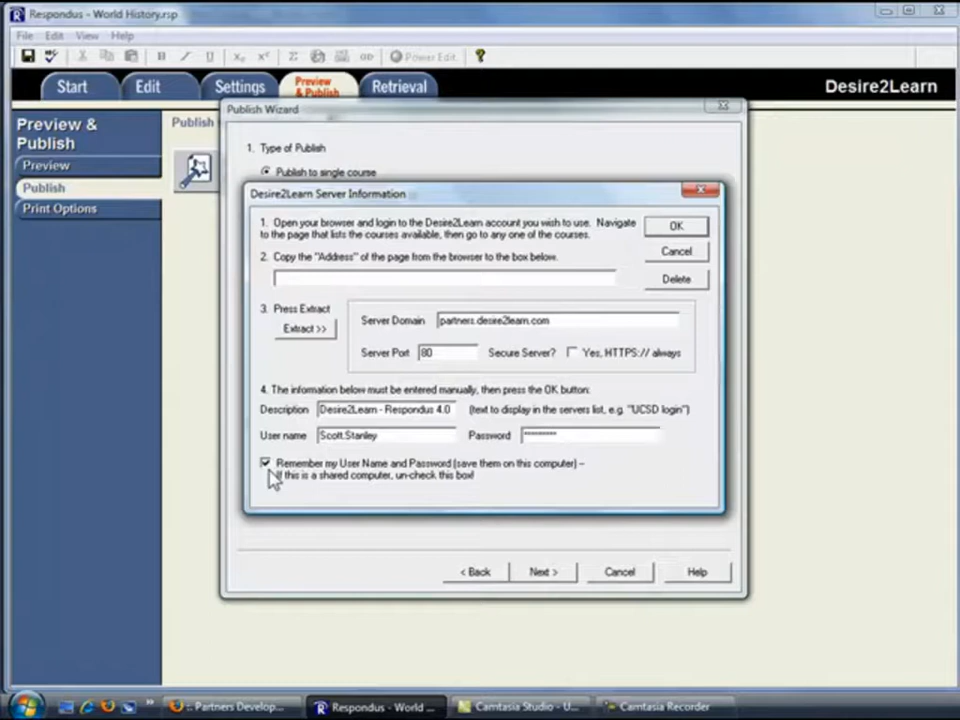 Respondus - World History.rsp
File Edit View Help
Power Edit
Start Edit Settings Preview & Publish Retrieval Desire2Learn
Preview &
Publish
Preview
Publish
Print Options
Publish
Publish Wizard
1. Type of Publish
Publish to single course
Desire2Learn Server Information
1. Open your browser and login to the Desire2Learn account you wish to use. Navigate
to the page that lists the courses available, then go to any one of the courses.
OK
2. Copy the "Address" of the page from the browser to the box below.
Cancel
Delete
3. Press Extract
Extract >>
Server Domain partners.desire2learn.com
Server Port 80 Secure Server? Yes, HTTPS:// always
4. The information below must be entered manually, then press the OK button:
Description Desire2Learn - Respondus 4.0 (text to display in the servers list, e.g. "UCSD login")
User name Scott.Stanley Password **********
Remember my User Name and Password (save them on this computer) --
If this is a shared computer, un-check this box!
< Back Next > Cancel Help
:. Partners Develop... Respondus - World ... Camtasia Studio - U... Camtasia Recorder